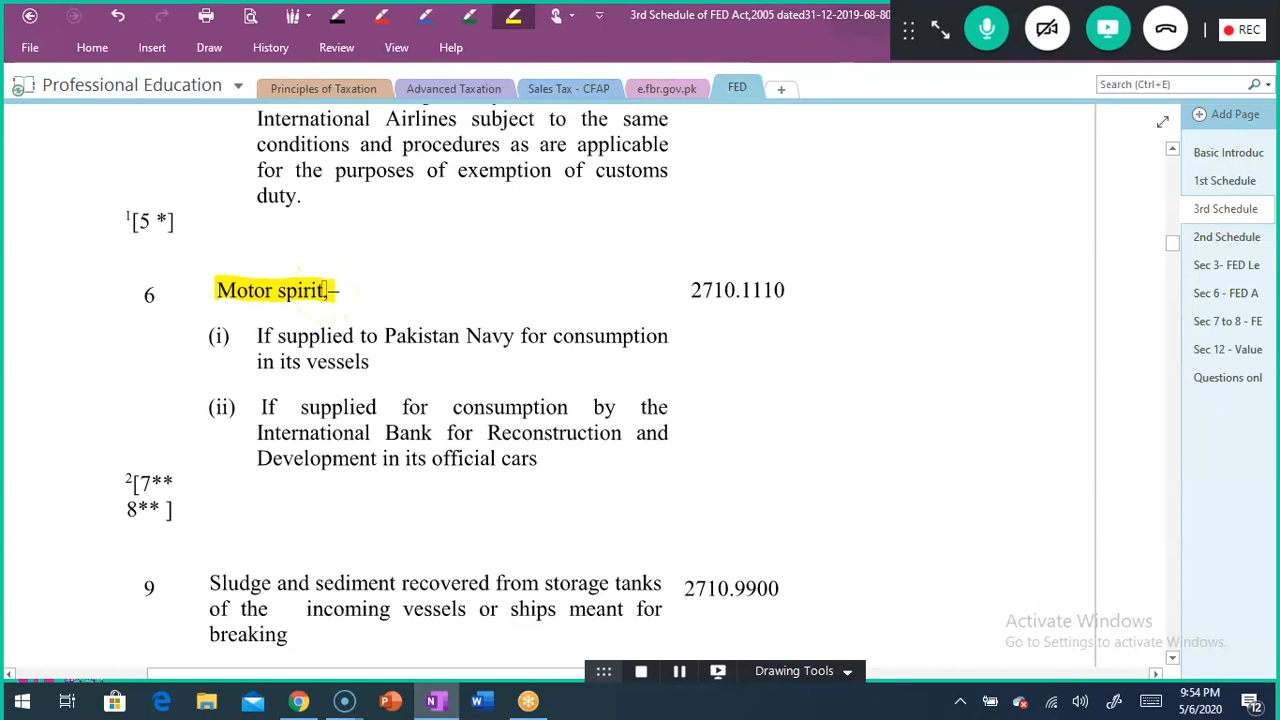 3rd Schedule of FED Act,2005 dated31-12-2019-68-80
REC
File Home Insert Draw History Review View Help
Professional Education
Principles of Taxation
Advanced Taxation
Sales Tax - CFAP
e.fbr.gov.pk
FED
Search (Ctrl+E)
Add Page
Basic Introduc
1st Schedule
3rd Schedule
2nd Schedule
Sec 3- FED Le
Sec 6 - FED A
Sec 7 to 8 - FE
Sec 12 - Value
Questions onl
International Airlines subject to the same
conditions and procedures as are applicable
for the purposes of exemption of customs
duty.
1[5 *]
6 Motor spirit,– 2710.1110
(i) If supplied to Pakistan Navy for consumption
in its vessels
(ii) If supplied for consumption by the
International Bank for Reconstruction and
Development in its official cars
2[7**
8** ]
9 Sludge and sediment recovered from storage tanks 2710.9900
of the incoming vessels or ships meant for
breaking
Activate Windows
Go to Settings to activate Windows.
Drawing Tools
9:54 PM
5/6/2020
12